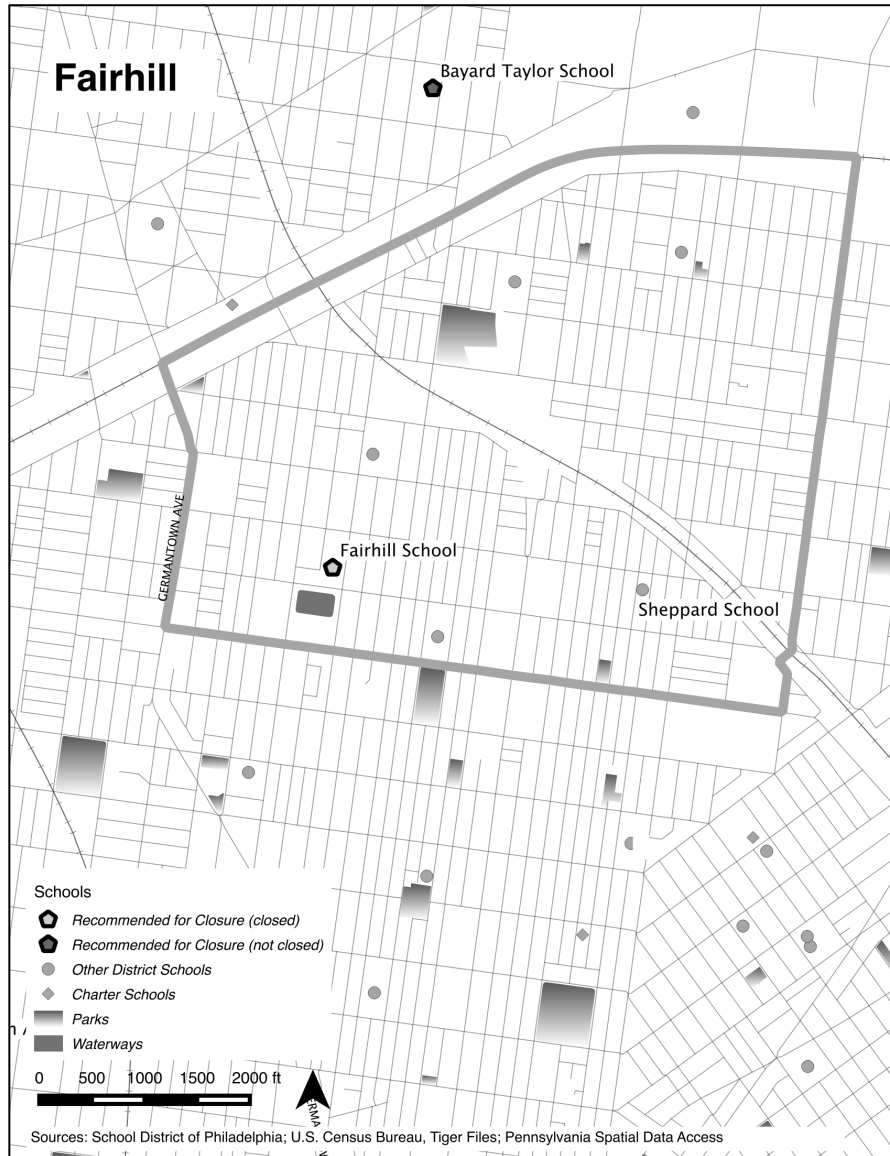 Fairhill
Bayard Taylor School
GERMANTOWN AVE
Fairhill School
Sheppard School
Schools
Recommended for Closure (closed)
Recommended for Closure (not closed)
Other District Schools
Charter Schools
Parks
Waterways
0 500 1000 1500 2000 ft
Sources: School District of Philadelphia; U.S. Census Bureau, Tiger Files; Pennsylvania Spatial Data Access